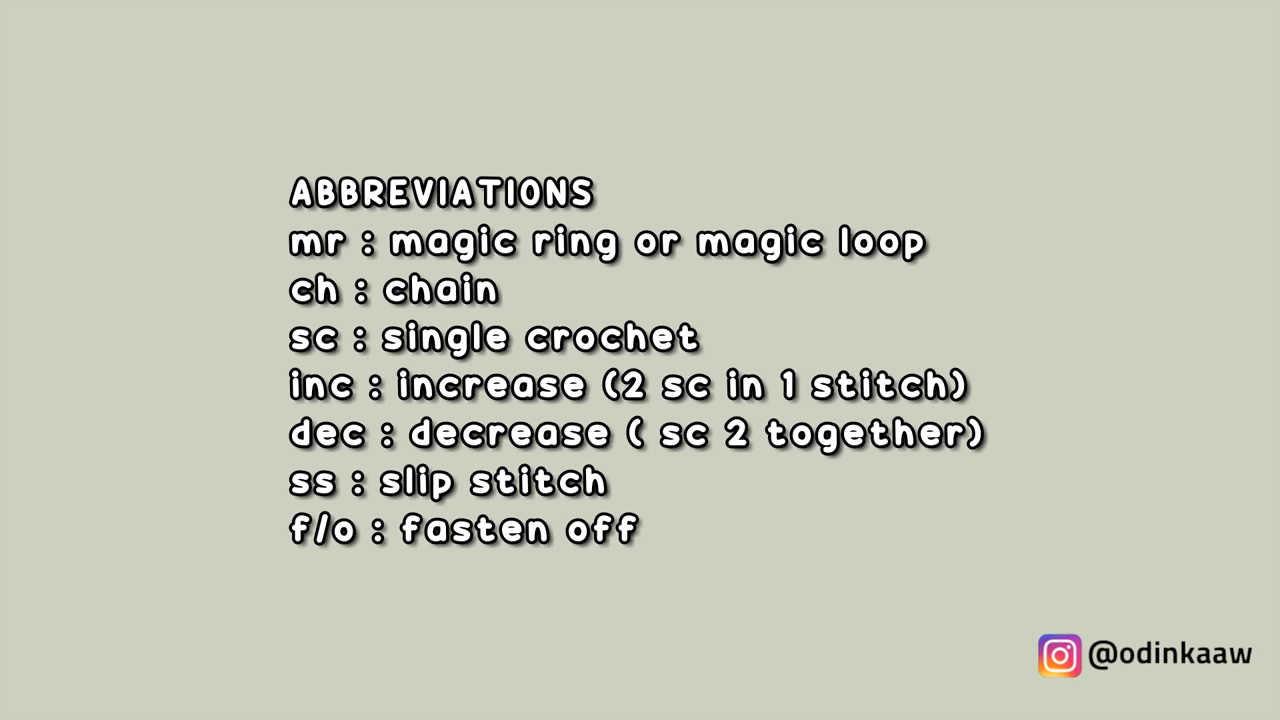 ABBREVIATIONS
mr : magic ring or magic loop
ch : chain
sc : single crochet
inc : increase (2 sc in 1 stitch)
dec : decrease ( sc 2 together)
ss : slip stitch
f/o : fasten off
@odinkaaw